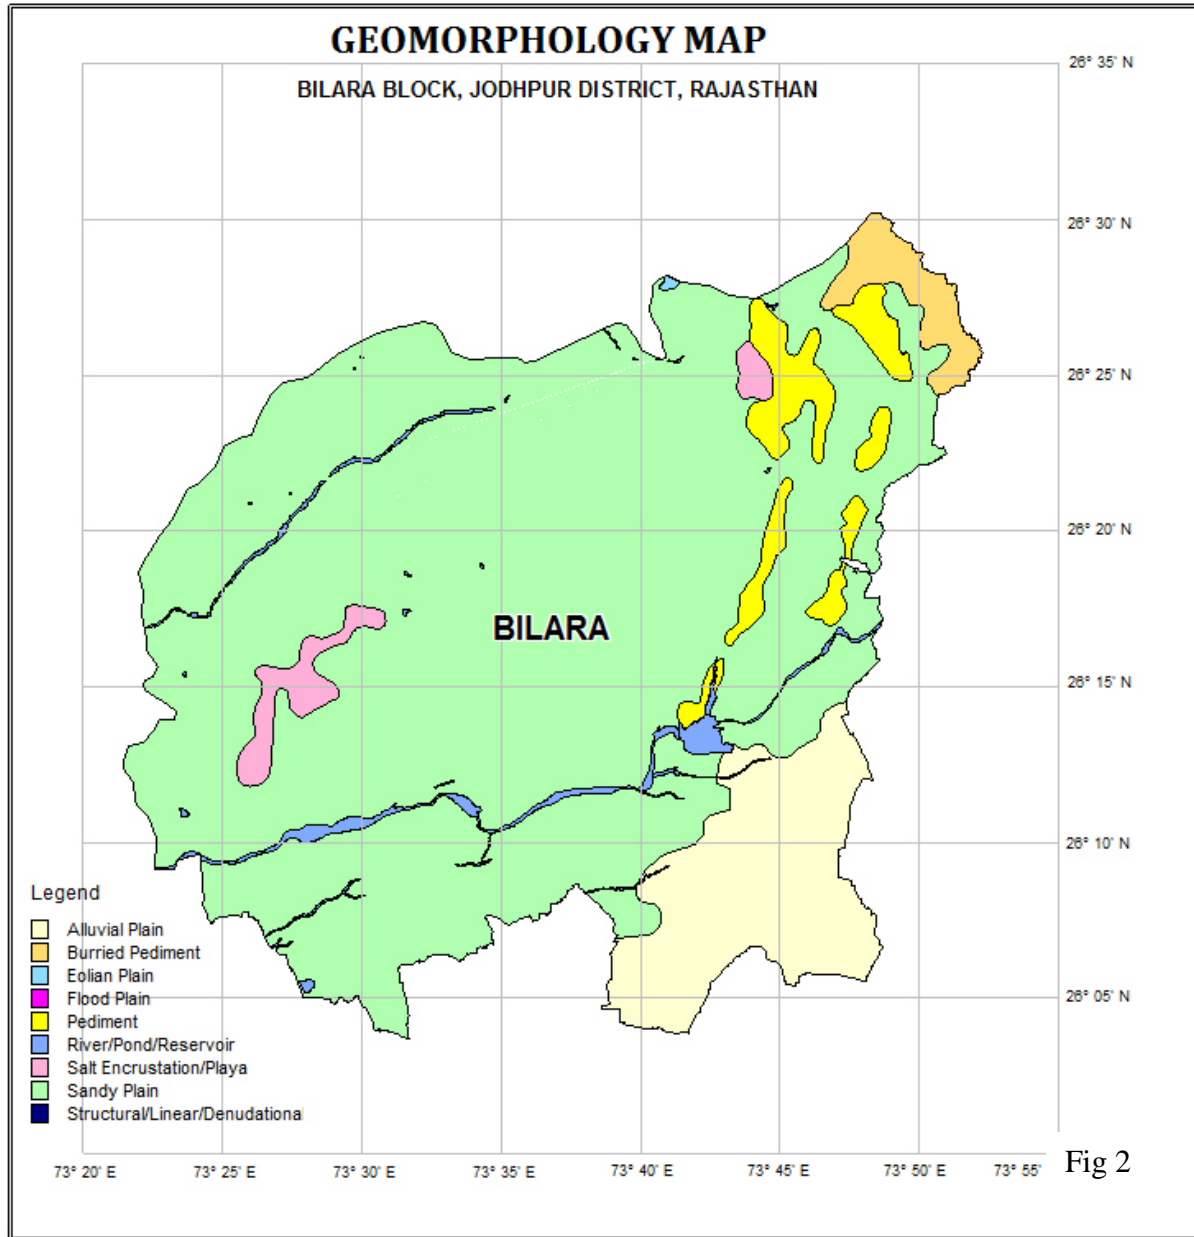 GEOMORPHOLOGY MAP
BILARA BLOCK, JODHPUR DISTRICT, RAJASTHAN
26° 35' N
26° 30' N
26° 25' N
26° 20' N
BILARA
26° 15' N
26° 10' N
26° 05' N
Legend
Alluvial Plain
Burried Pediment
Eolian Plain
Flood Plain
Pediment
River/Pond/Reservoir
Salt Encrustation/Playa
Sandy Plain
Structural/Linear/Denudational
73° 20' E 73° 25' E 73° 30' E 73° 35' E 73° 40' E 73° 45' E 73° 50' E 73° 55'
Fig 2